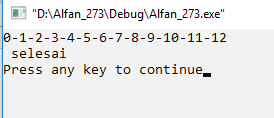 "D:\Alfan_273\Debug\Alfan_273.exe"
0-1-2-3-4-5-6-7-8-9-10-11-12
 selesai
Press any key to continue